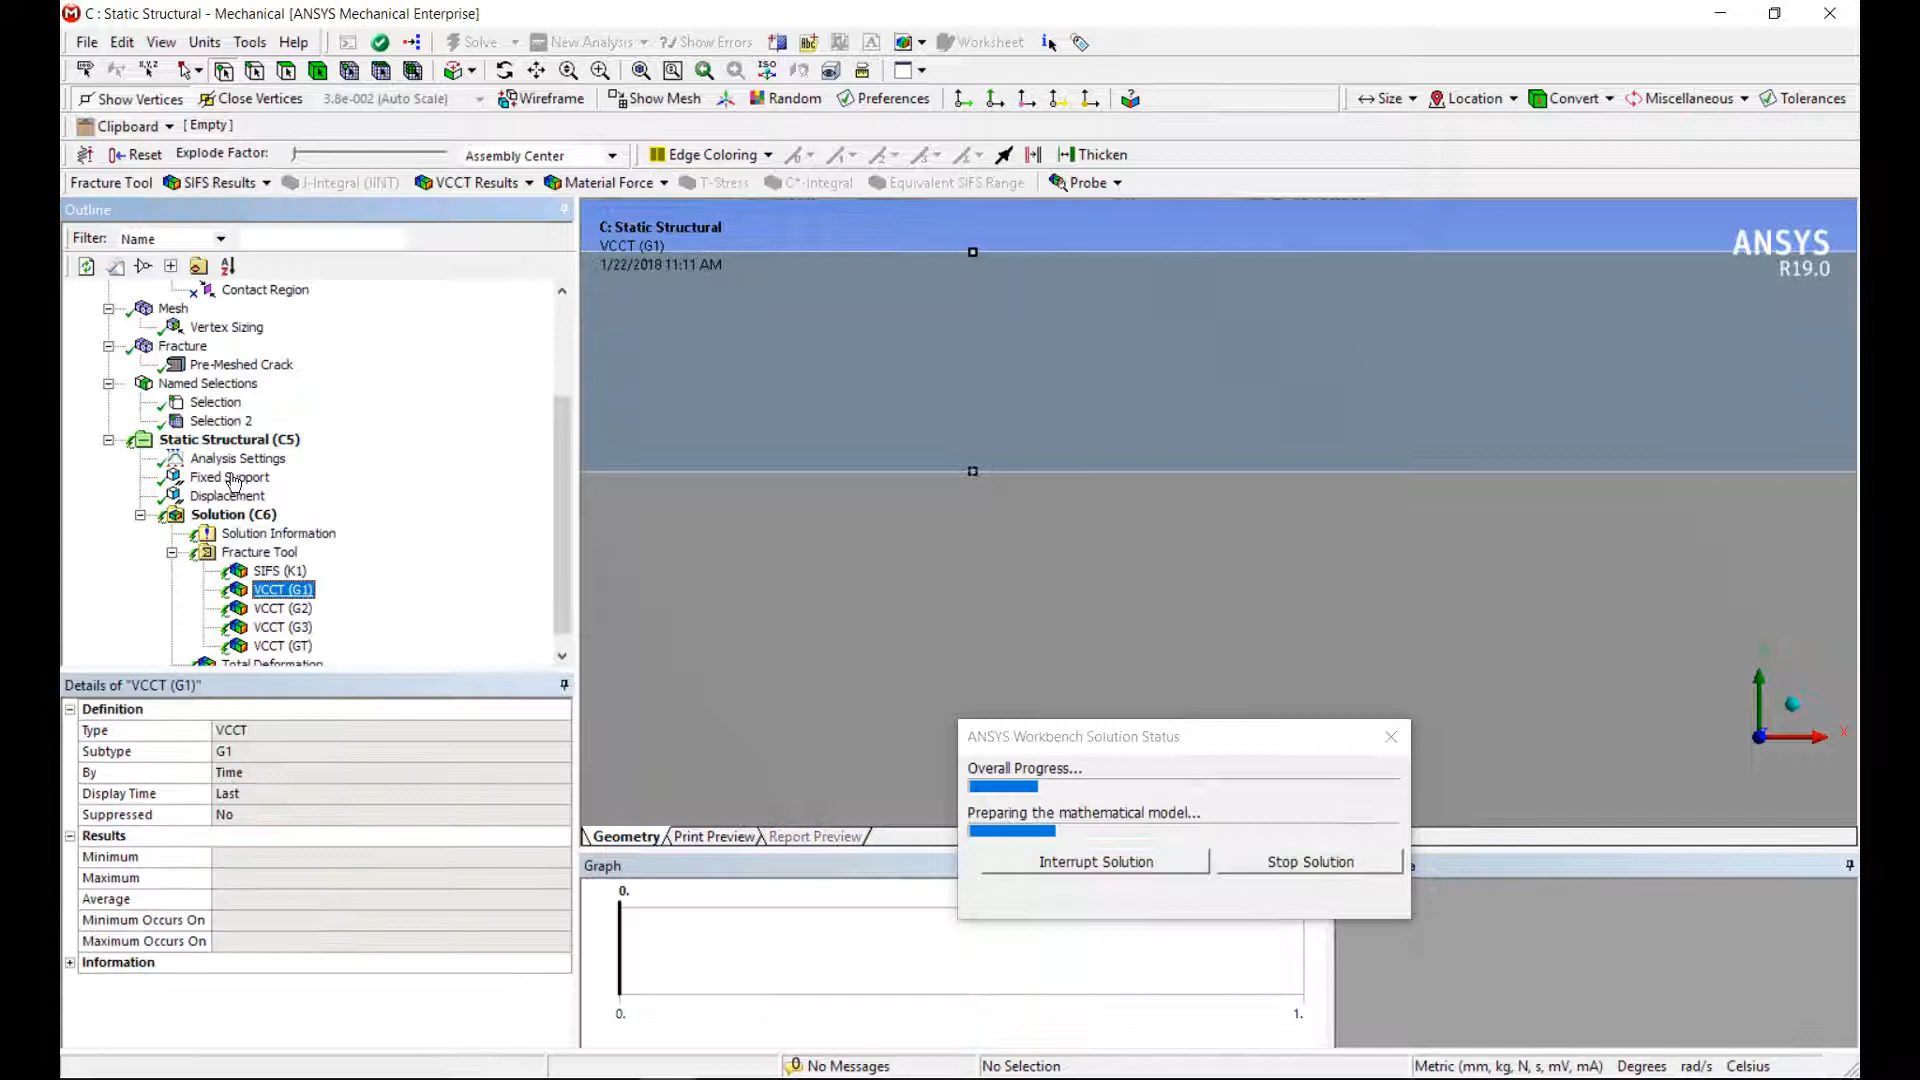 C : Static Structural - Mechanical [ANSYS Mechanical Enterprise]
File Edit View Units Tools Help Solve New Analysis ?/ Show Errors Worksheet
Show Vertices Close Vertices 3.8e-002 (Auto Scale) Wireframe Show Mesh Random Preferences Size Location Convert Miscellaneous Tolerances
Clipboard [ Empty ]
Reset Explode Factor: Assembly Center Edge Coloring Thicken
Fracture Tool SIFS Results J-Integral (JINT) VCCT Results Material Force T-Stress C*-Integral Equivalent SIFS Range Probe
Outline
Filter: Name
Contact Region
Mesh
Vertex Sizing
Fracture
Pre-Meshed Crack
Named Selections
Selection
Selection 2
Static Structural (C5)
Analysis Settings
Fixed Support
Displacement
Solution (C6)
Solution Information
Fracture Tool
SIFS (K1)
VCCT (G1)
VCCT (G2)
VCCT (G3)
VCCT (GT)
Total Deformation
Details of "VCCT (G1)"
Definition
Type VCCT
Subtype G1
By Time
Display Time Last
Suppressed No
Results
Minimum
Maximum
Average
Minimum Occurs On
Maximum Occurs On
Information
C: Static Structural
VCCT (G1)
1/22/2018 11:11 AM
ANSYS
R19.0
X
ANSYS Workbench Solution Status
Overall Progress...
Preparing the mathematical model...
Interrupt Solution Stop Solution
Geometry Print Preview Report Preview
Graph
0.
0. 1.
0 No Messages No Selection Metric (mm, kg, N, s, mV, mA) Degrees rad/s Celsius